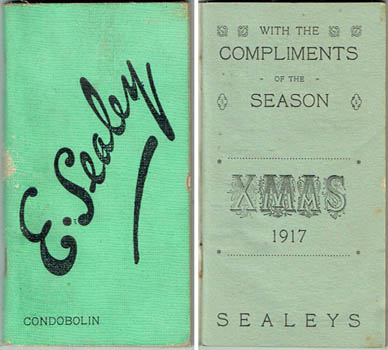 E. Sealey
CONDOBOLIN
WITH THE
COMPLIMENTS
- OF THE -
SEASON
XMAS
1917
SEALEYS